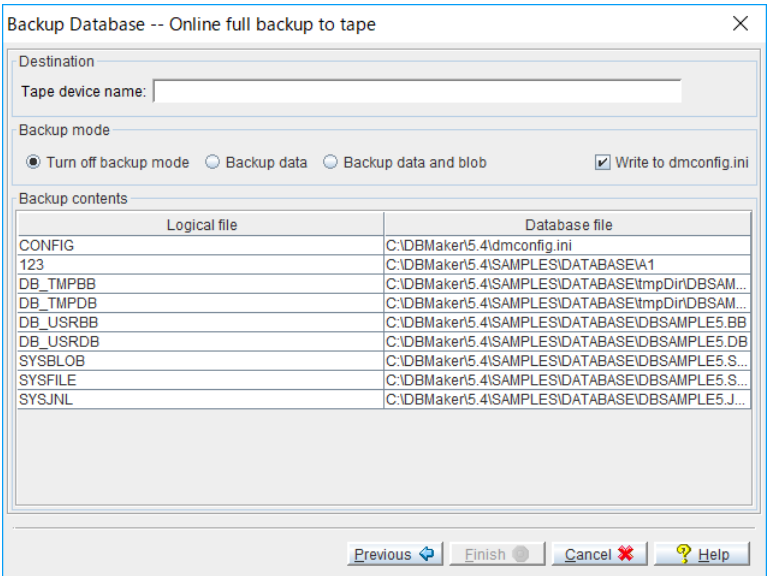 Backup Database -- Online full backup to tape
Destination
Tape device name:
Backup mode
Turn off backup mode Backup data Backup data and blob Write to dmconfig.ini
Backup contents
Logical file Database file
CONFIG C:\DBMaker\5.4\dmconfig.ini
123 C:\DBMaker\5.4\SAMPLES\DATABASE\A1
DB_TMPBB C:\DBMaker\5.4\SAMPLES\DATABASE\tmpDir\DBSAM...
DB_TMPDB C:\DBMaker\5.4\SAMPLES\DATABASE\tmpDir\DBSAM...
DB_USRBB C:\DBMaker\5.4\SAMPLES\DATABASE\DBSAMPLE5.BB
DB_USRDB C:\DBMaker\5.4\SAMPLES\DATABASE\DBSAMPLE5.DB
SYSBLOB C:\DBMaker\5.4\SAMPLES\DATABASE\DBSAMPLE5.S...
SYSFILE C:\DBMaker\5.4\SAMPLES\DATABASE\DBSAMPLE5.S...
SYSJNL C:\DBMaker\5.4\SAMPLES\DATABASE\DBSAMPLE5.J...
Previous Finish Cancel Help